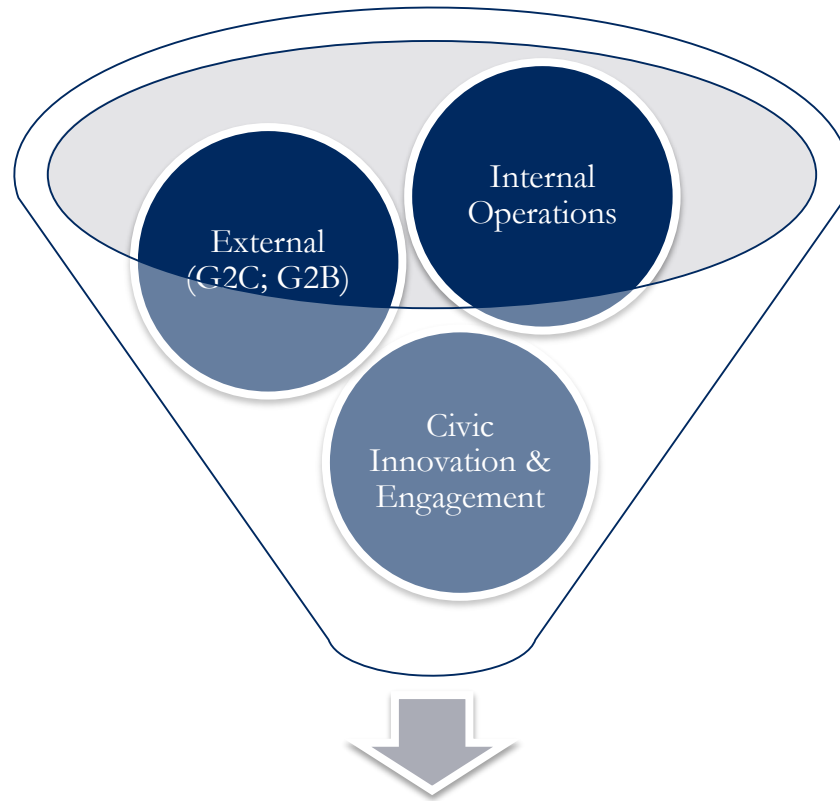 Internal
Operations
External
(G2C; G2B)
Civic
Innovation &
Engagement